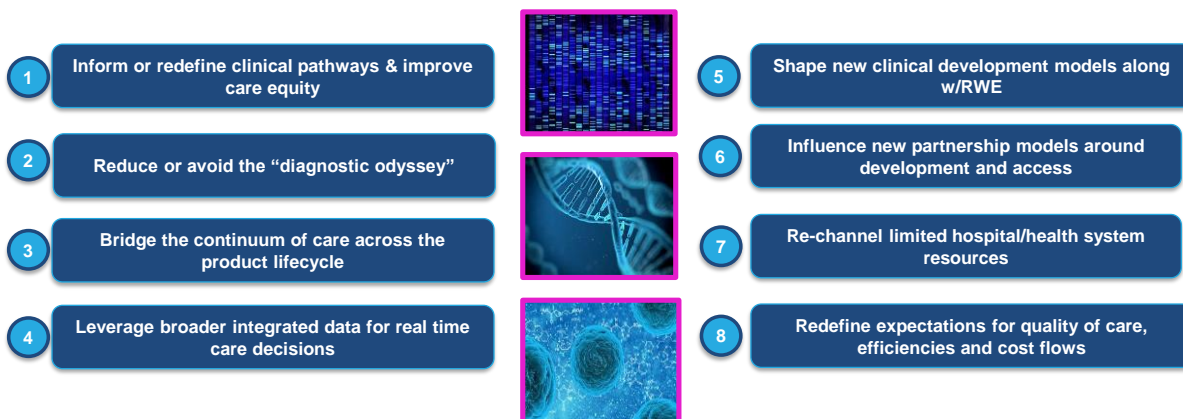 1
Inform or redefine clinical pathways & improve
care equity
2
Reduce or avoid the “diagnostic odyssey”
3
Bridge the continuum of care across the
product lifecycle
4
Leverage broader integrated data for real time
care decisions
5
Shape new clinical development models along
w/RWE
6
Influence new partnership models around
development and access
7
Re-channel limited hospital/health system
resources
8
Redefine expectations for quality of care,
efficiencies and cost flows